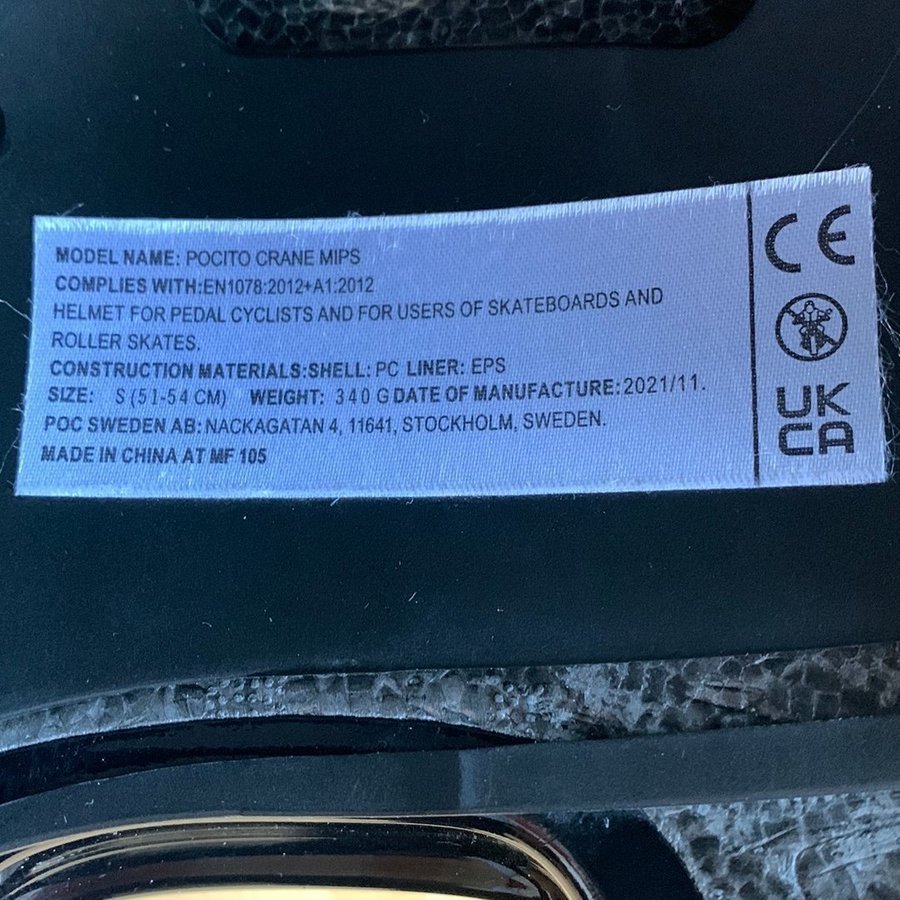 MODEL NAME: POCITO CRANE MIPS
COMPLIES WITH:EN1078:2012+A1:2012
HELMET FOR PEDAL CYCLISTS AND FOR USERS OF SKATEBOARDS AND
ROLLER SKATES.
CONSTRUCTION MATERIALS:SHELL: PC LINER: EPS
SIZE: S (51-54 CM) WEIGHT: 340 G DATE OF MANUFACTURE:2021/11.
POC SWEDEN AB: NACKAGATAN 4, 11641, STOCKHOLM, SWEDEN.
MADE IN CHINA AT MF 105
CE
UK
CA